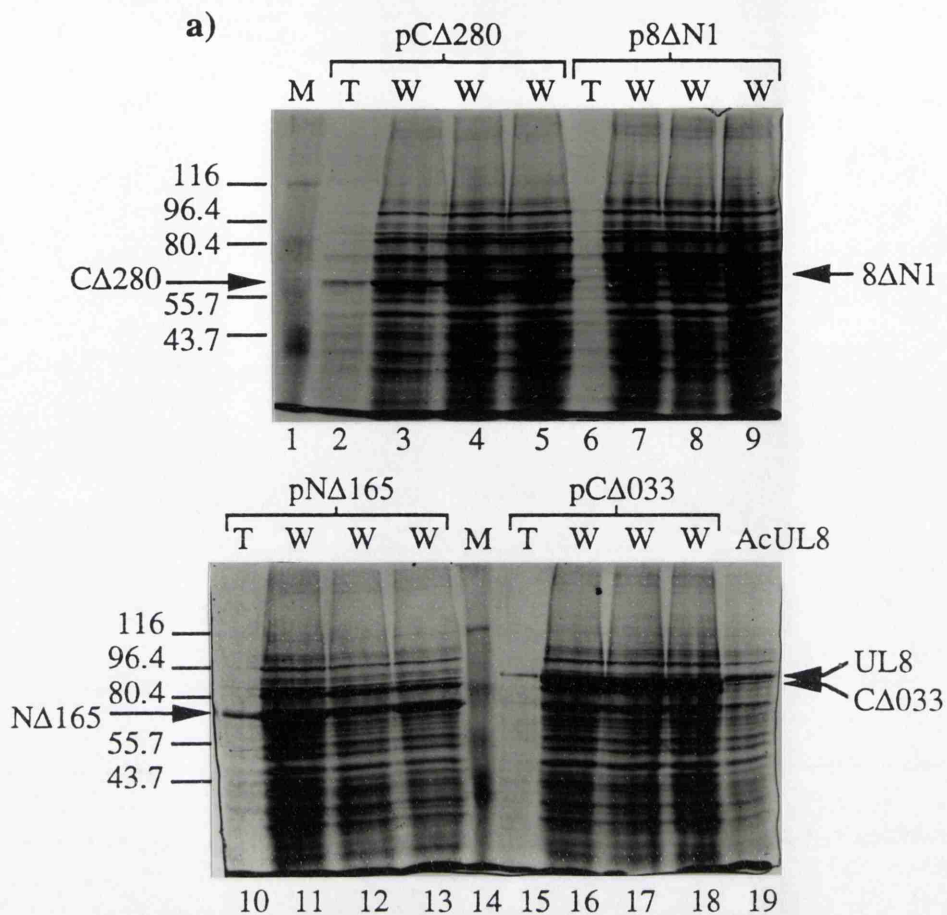 a)
pCΔ280 p8ΔN1
M T W W W T W W W
116
96.4
80.4
CΔ280 8ΔN1
55.7
43.7
1 2 3 4 5 6 7 8 9
pNΔ165 pCΔ033
T W W W M T W W W AcUL8
116
96.4 UL8
80.4 CΔ033
NΔ165
55.7
43.7
10 11 12 13 14 15 16 17 18 19